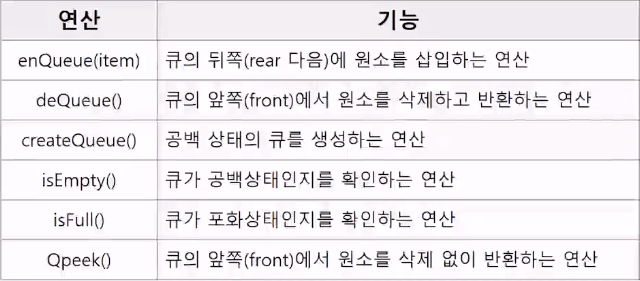 연산 기능
enQueue(item) 큐의 뒤쪽(rear 다음)에 원소를 삽입하는 연산
deQueue() 큐의 앞쪽(front)에서 원소를 삭제하고 반환하는 연산
createQueue() 공백 상태의 큐를 생성하는 연산
isEmpty() 큐가 공백상태인지를 확인하는 연산
isFull() 큐가 포화상태인지를 확인하는 연산
Qpeek() 큐의 앞쪽(front)에서 원소를 삭제 없이 반환하는 연산